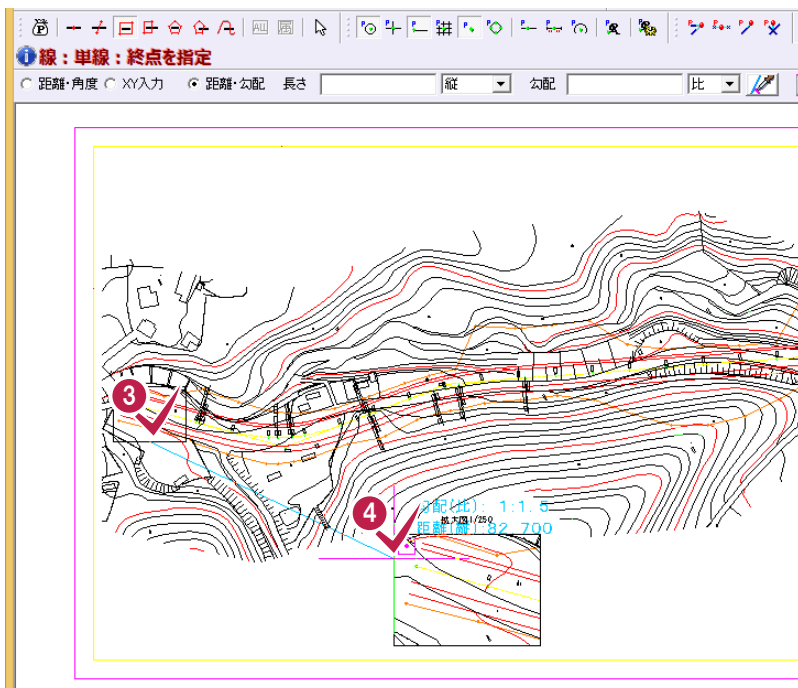 線：単線：終点を指定
距離・角度 XY入力 距離・勾配 長さ 縦 勾配 比
3
4
勾配(比): 1:1.5
拡大図1/250
距離(離):82.700